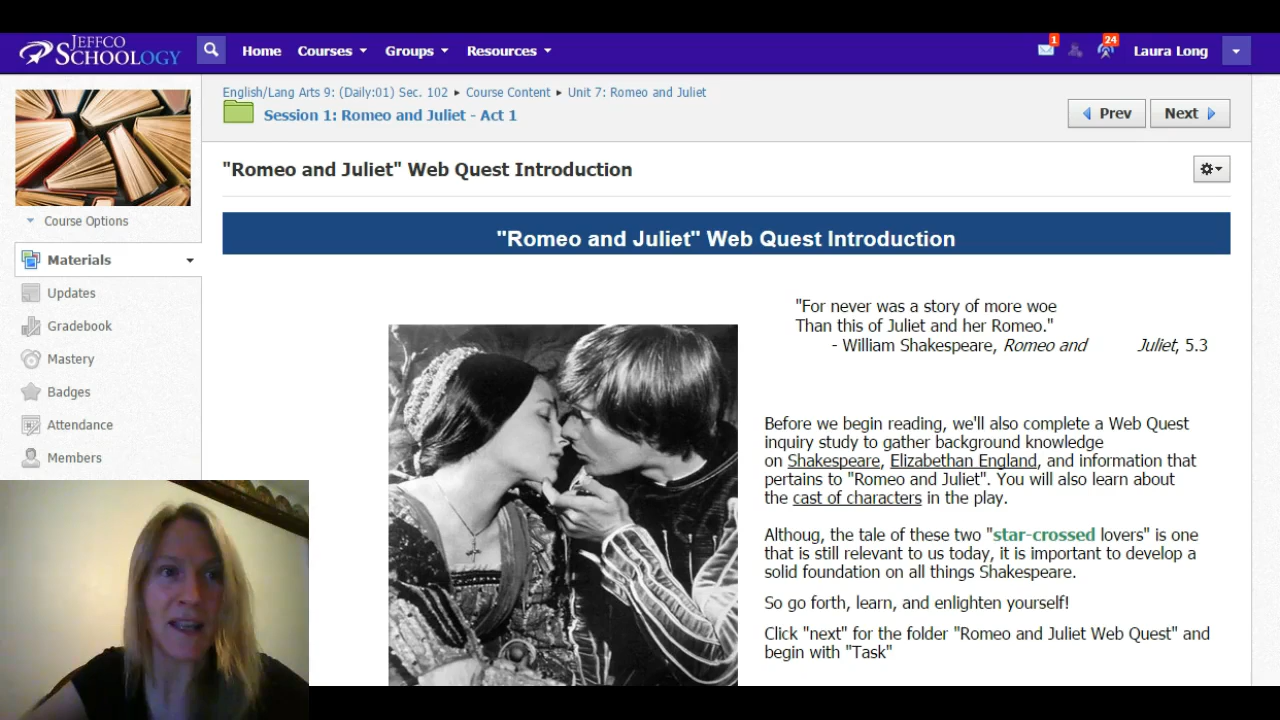 JEFFCO
SCHOOLOGY
Home
Courses
Groups
Resources
1
24
Laura Long
English/Lang Arts 9: (Daily:01) Sec. 102 ▸ Course Content ▸ Unit 7: Romeo and Juliet
Session 1: Romeo and Juliet - Act 1
Prev
Next
Course Options
Materials
Updates
Gradebook
Mastery
Badges
Attendance
Members
"Romeo and Juliet" Web Quest Introduction
"Romeo and Juliet" Web Quest Introduction
"For never was a story of more woe
Than this of Juliet and her Romeo."
- William Shakespeare, Romeo and Juliet, 5.3
Before we begin reading, we'll also complete a Web Quest
inquiry study to gather background knowledge
on Shakespeare, Elizabethan England, and information that
pertains to "Romeo and Juliet". You will also learn about
the cast of characters in the play.
Althoug, the tale of these two "star-crossed lovers" is one
that is still relevant to us today, it is important to develop a
solid foundation on all things Shakespeare.
So go forth, learn, and enlighten yourself!
Click "next" for the folder "Romeo and Juliet Web Quest" and
begin with "Task"